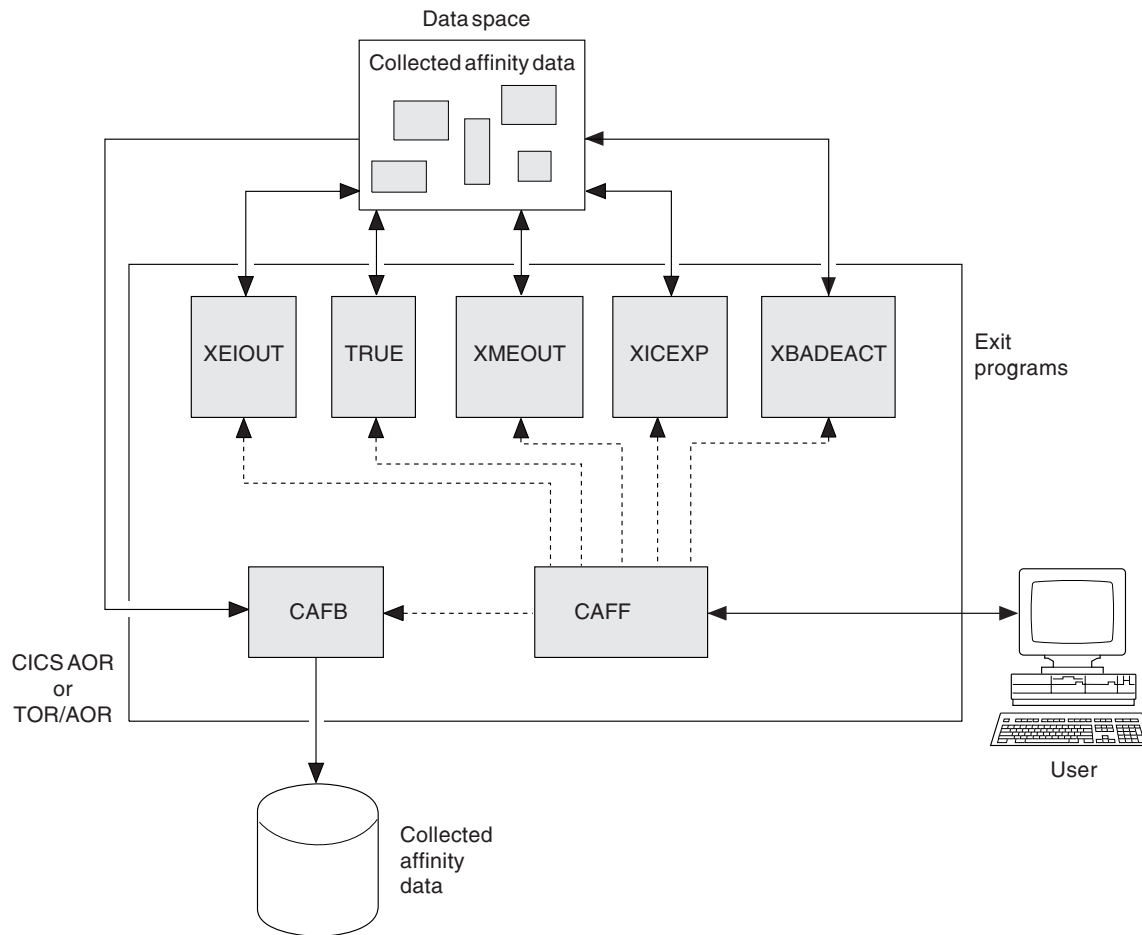 Data space
Collected affinity data
XEIOUT
TRUE
XMEOUT
XICEXP
XBADEACT
Exit
programs
CAFB
CAFF
CICS AOR
or
TOR/AOR
User
Collected
affinity
data